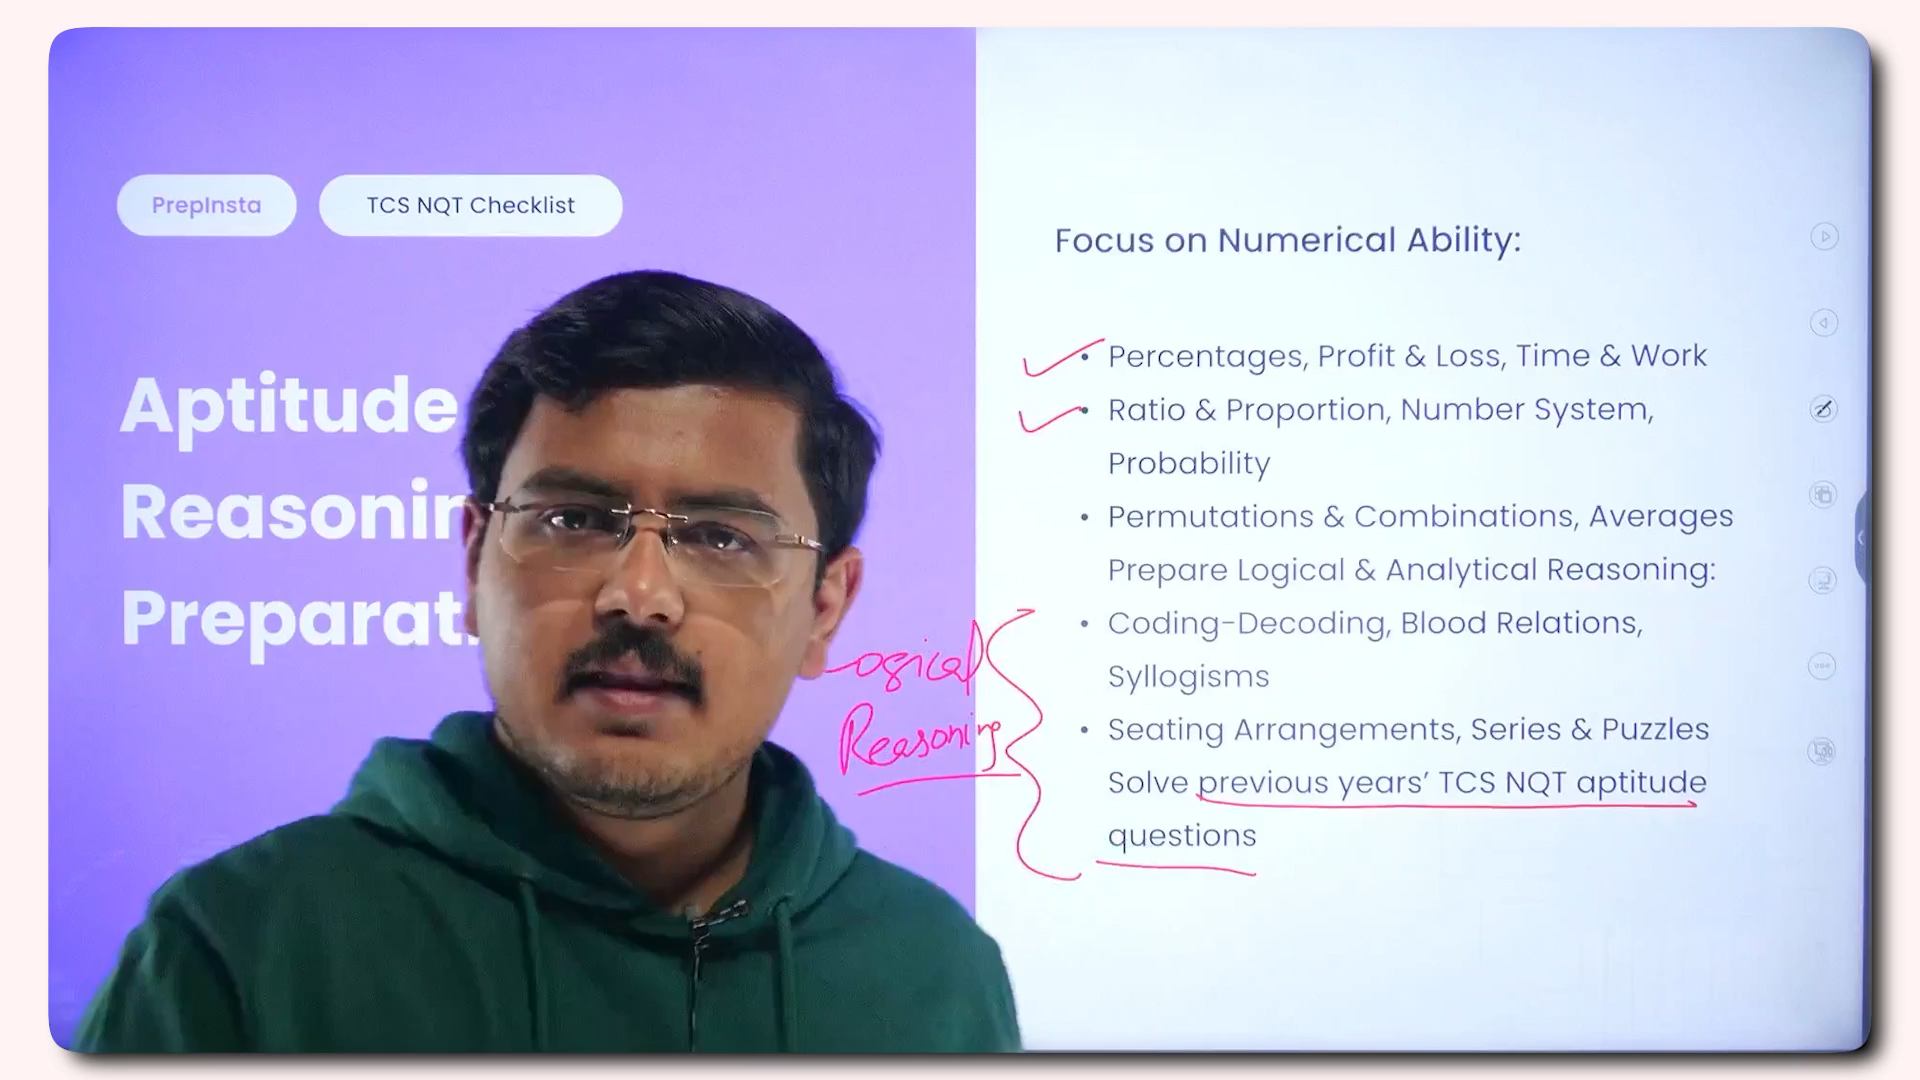 PrepInsta
TCS NQT Checklist
Aptitude
Reasonin
Preparat
Focus on Numerical Ability:
• Percentages, Profit & Loss, Time & Work
• Ratio & Proportion, Number System,
Probability
• Permutations & Combinations, Averages
Prepare Logical & Analytical Reasoning:
• Coding-Decoding, Blood Relations,
Syllogisms
• Seating Arrangements, Series & Puzzles
Solve previous years’ TCS NQT aptitude
questions
Logical
Reasoning